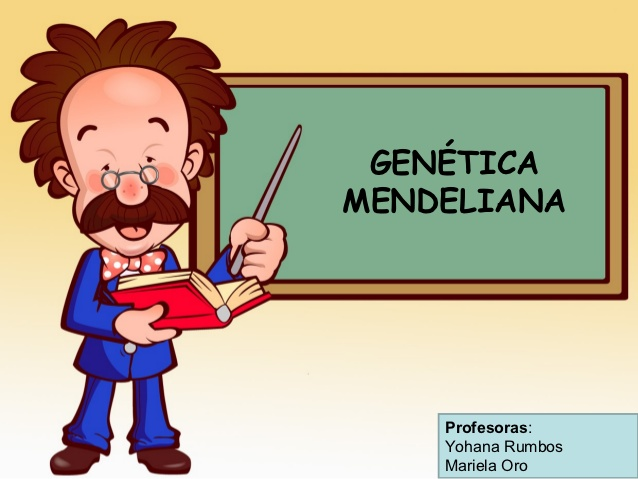 GENÉTICA
MENDELIANA
Profesoras:
Yohana Rumbos
Mariela Oro